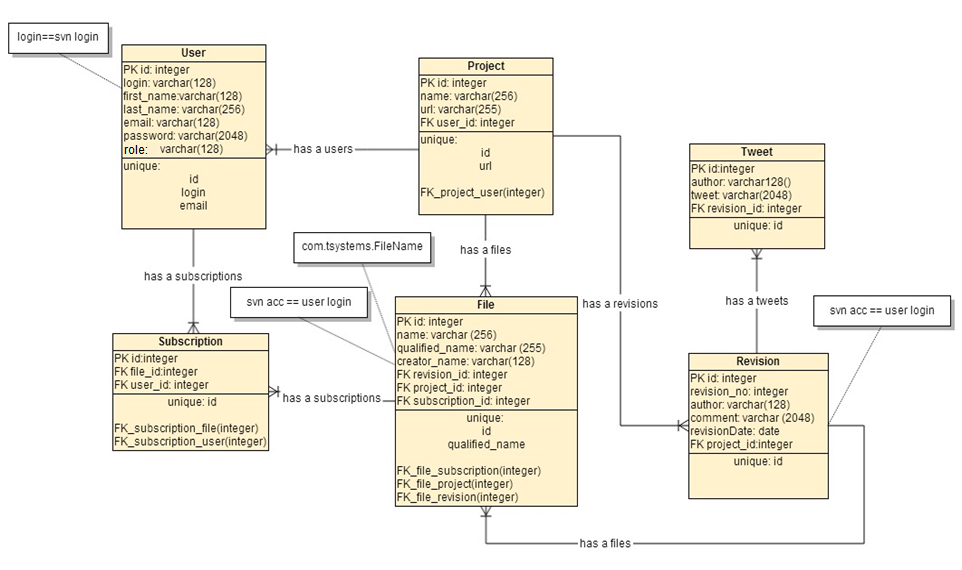 login==svn login
User
PK id: integer
login: varchar(128)
first_name:varchar(128)
last_name: varchar(256)
email: varchar(128)
password: varchar(2048)
role: varchar(128)
unique:
id
login
email
has a users
Project
PK id: integer
name: varchar(256)
url: varchar(255)
FK user_id: integer
unique:
id
url
FK_project_user(integer)
Tweet
PK id:integer
author: varchar128()
tweet: varchar(2048)
FK revision_id: integer
unique: id
has a subscriptions
com.tsystems.FileName
has a files
svn acc == user login
has a revisions
has a tweets
svn acc == user login
Subscription
PK id:integer
FK file_id:integer
FK user_id: integer
unique: id
FK_subscription_file(integer)
FK_subscription_user(integer)
has a subscriptions
File
PK id: integer
name: varchar (256)
qualified_name: varchar (255)
creator_name: varchar(128)
FK revision_id: integer
FK project_id: integer
FK subscription_id: integer
unique:
id
qualified_name
FK_file_subscription(integer)
FK_file_project(integer)
FK_file_revision(integer)
Revision
PK id: integer
revision_no: integer
author: varchar(128)
comment: varchar (2048)
revisionDate: date
FK project_id:integer
unique: id
has a files